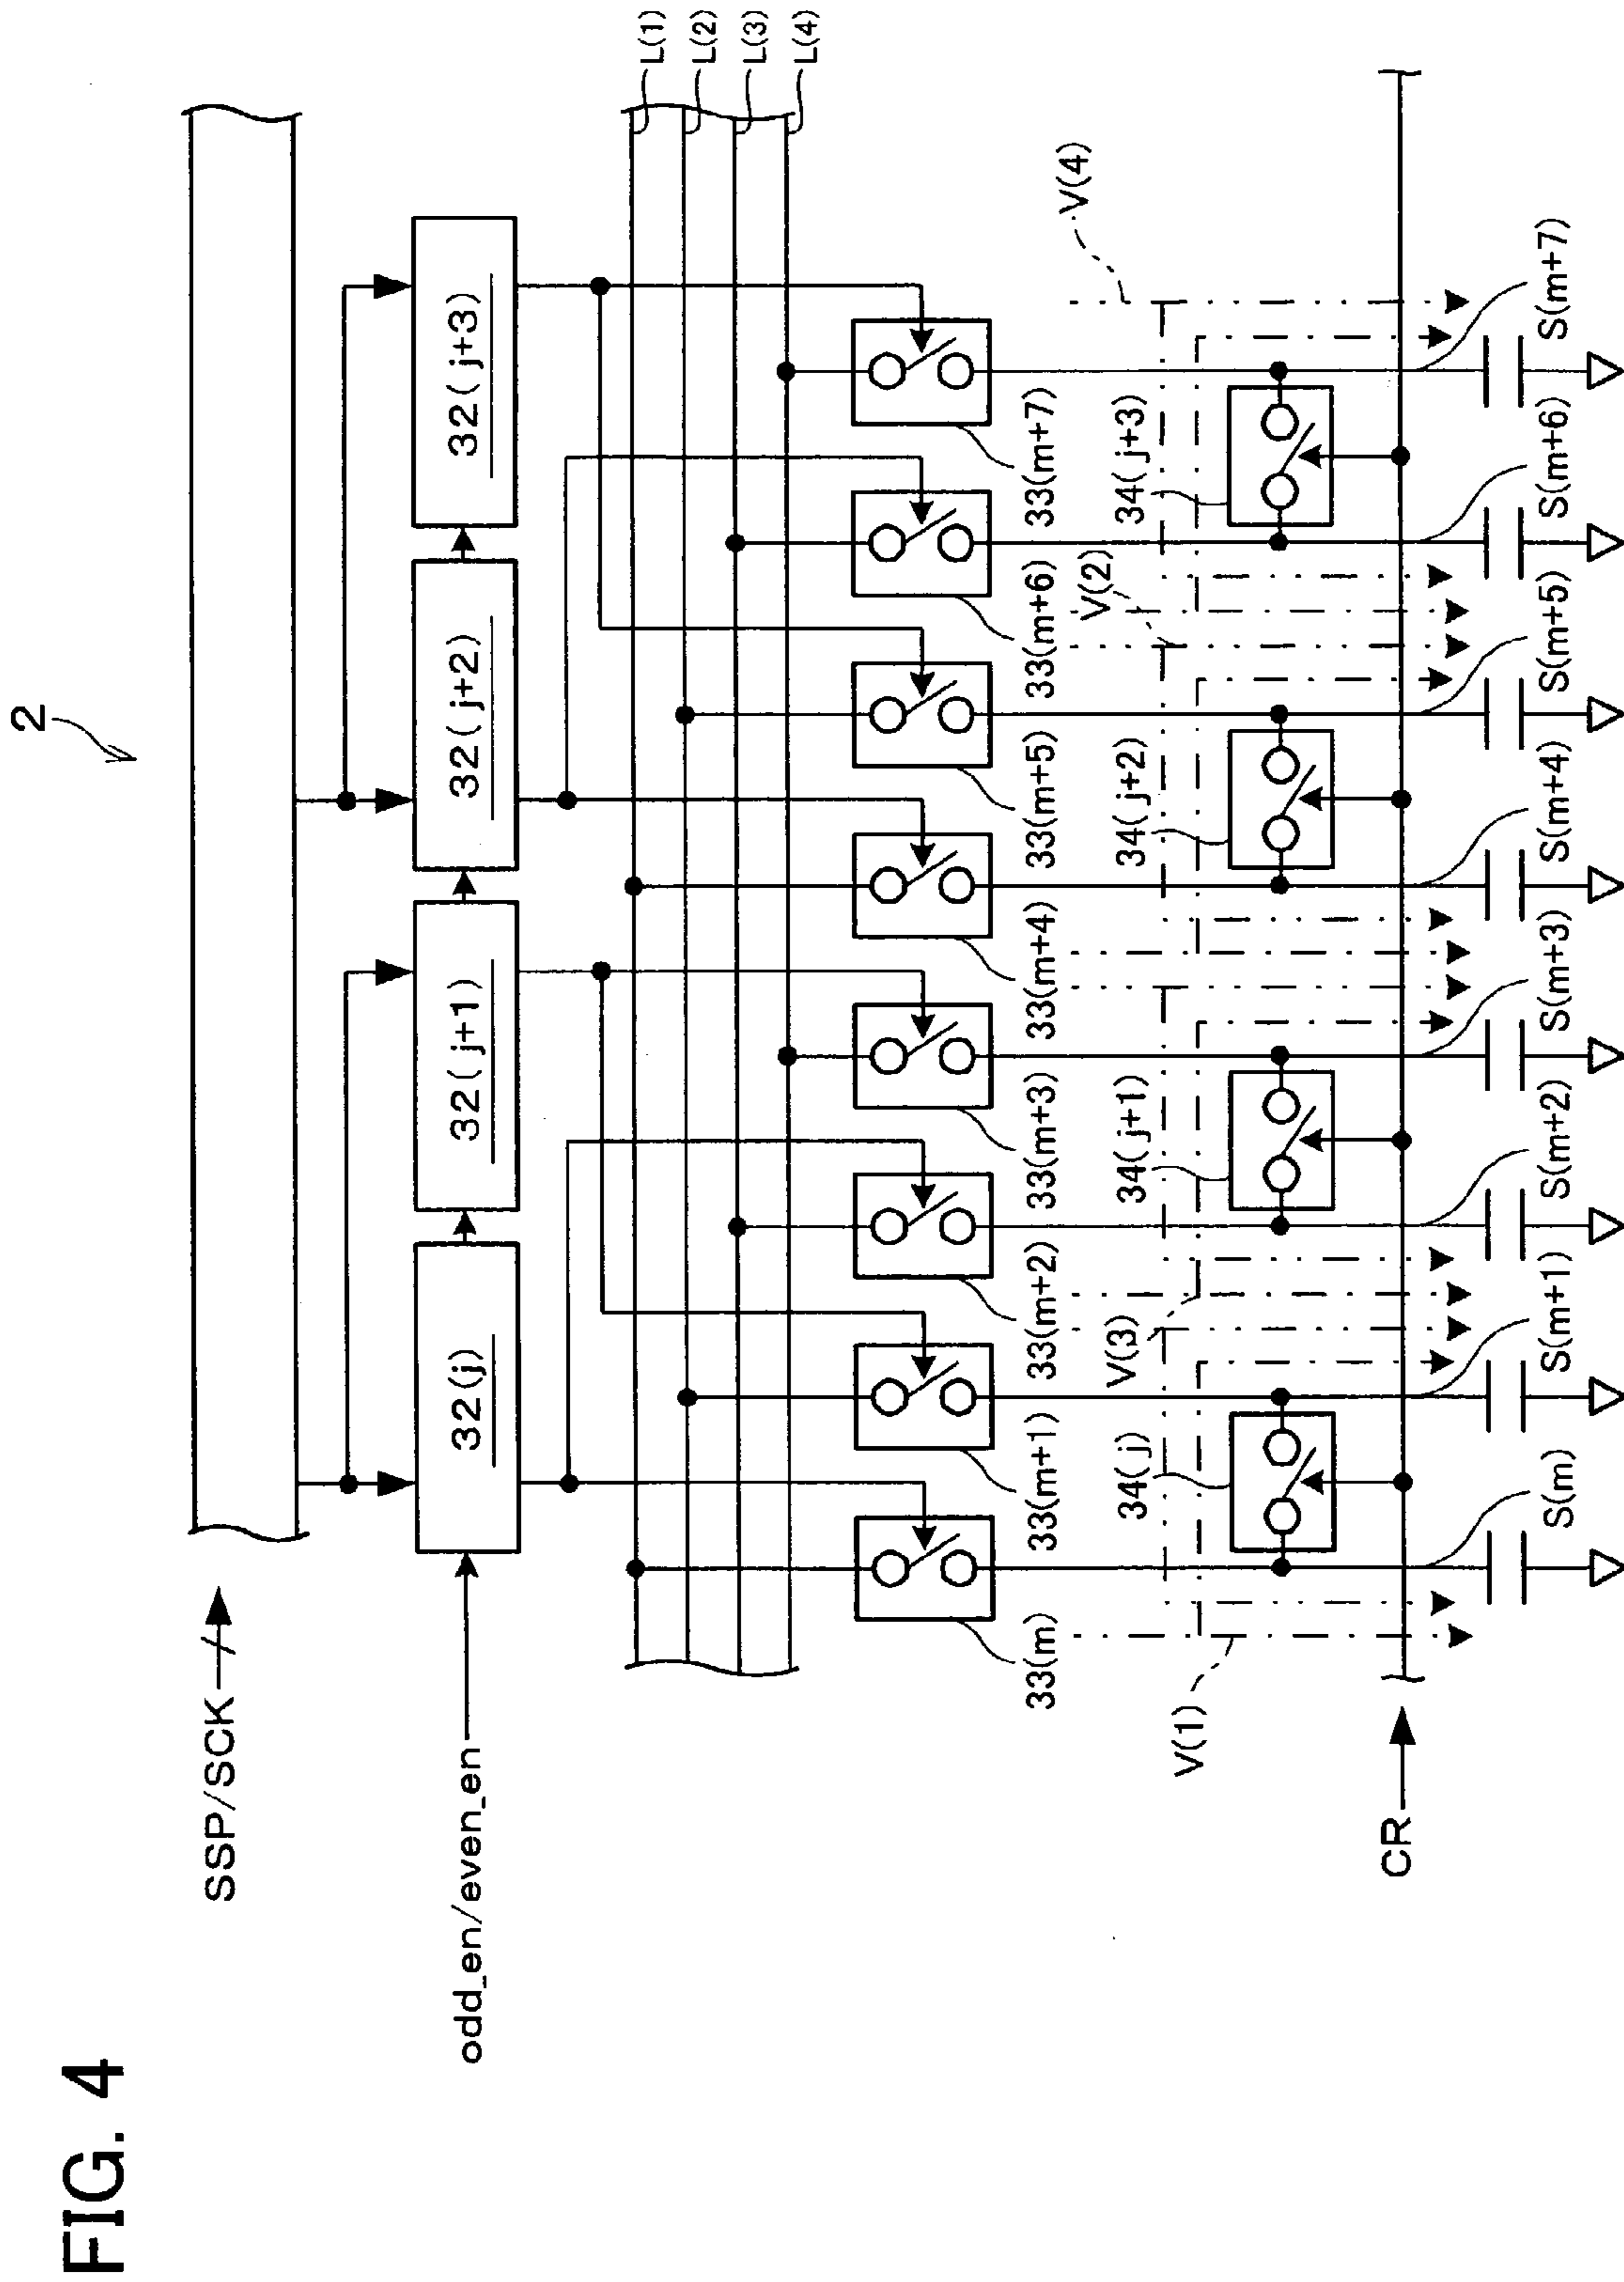 FIG. 4
2
SSP/SCK
odd_en/even_en
32(j)
32(j+1)
32(j+2)
32(j+3)
L(1)
L(2)
L(3)
L(4)
33(m)
33(m+1)
33(m+2)
33(m+3)
33(m+4)
33(m+5)
33(m+6)
33(m+7)
V(1)
V(3)
V(2)
V(4)
34(j)
34(j+1)
34(j+2)
34(j+3)
CR
S(m)
S(m+1)
S(m+2)
S(m+3)
S(m+4)
S(m+5)
S(m+6)
S(m+7)